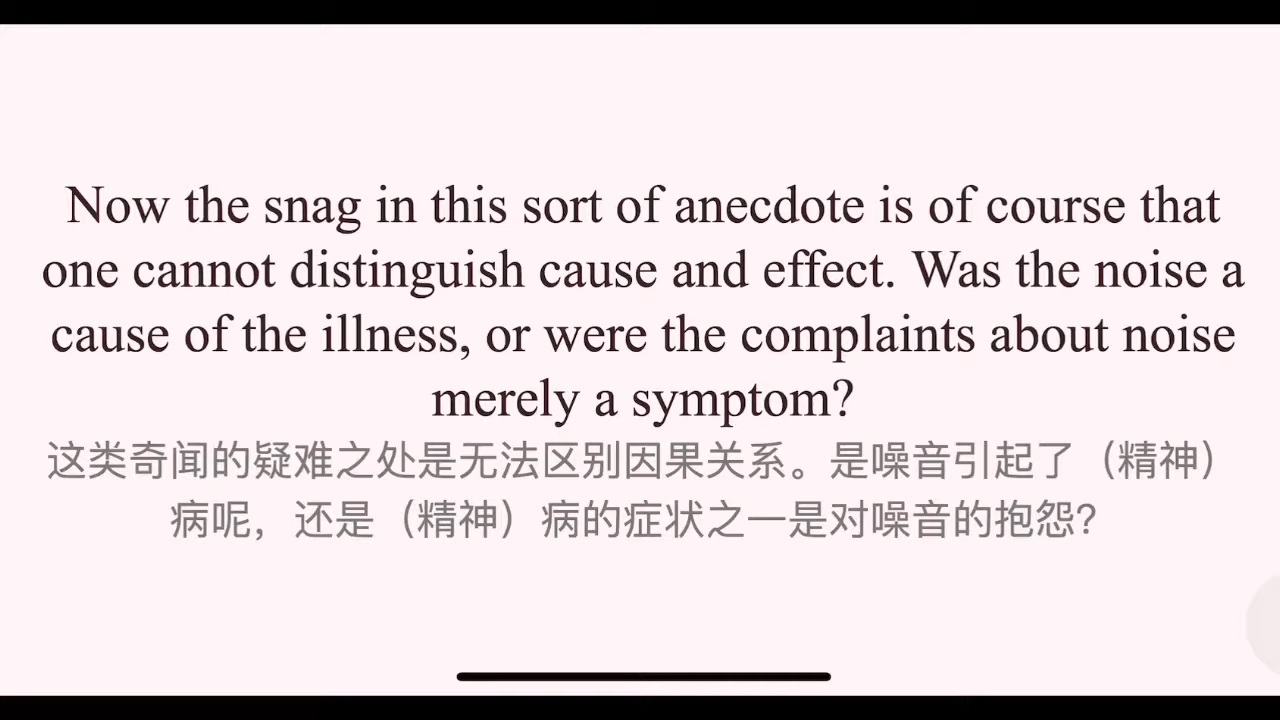 Now the snag in this sort of anecdote is of course that
one cannot distinguish cause and effect. Was the noise a
cause of the illness, or were the complaints about noise
merely a symptom?
这类奇闻的疑难之处是无法区别因果关系。是噪音引起了（精神）
病呢，还是（精神）病的症状之一是对噪音的抱怨？